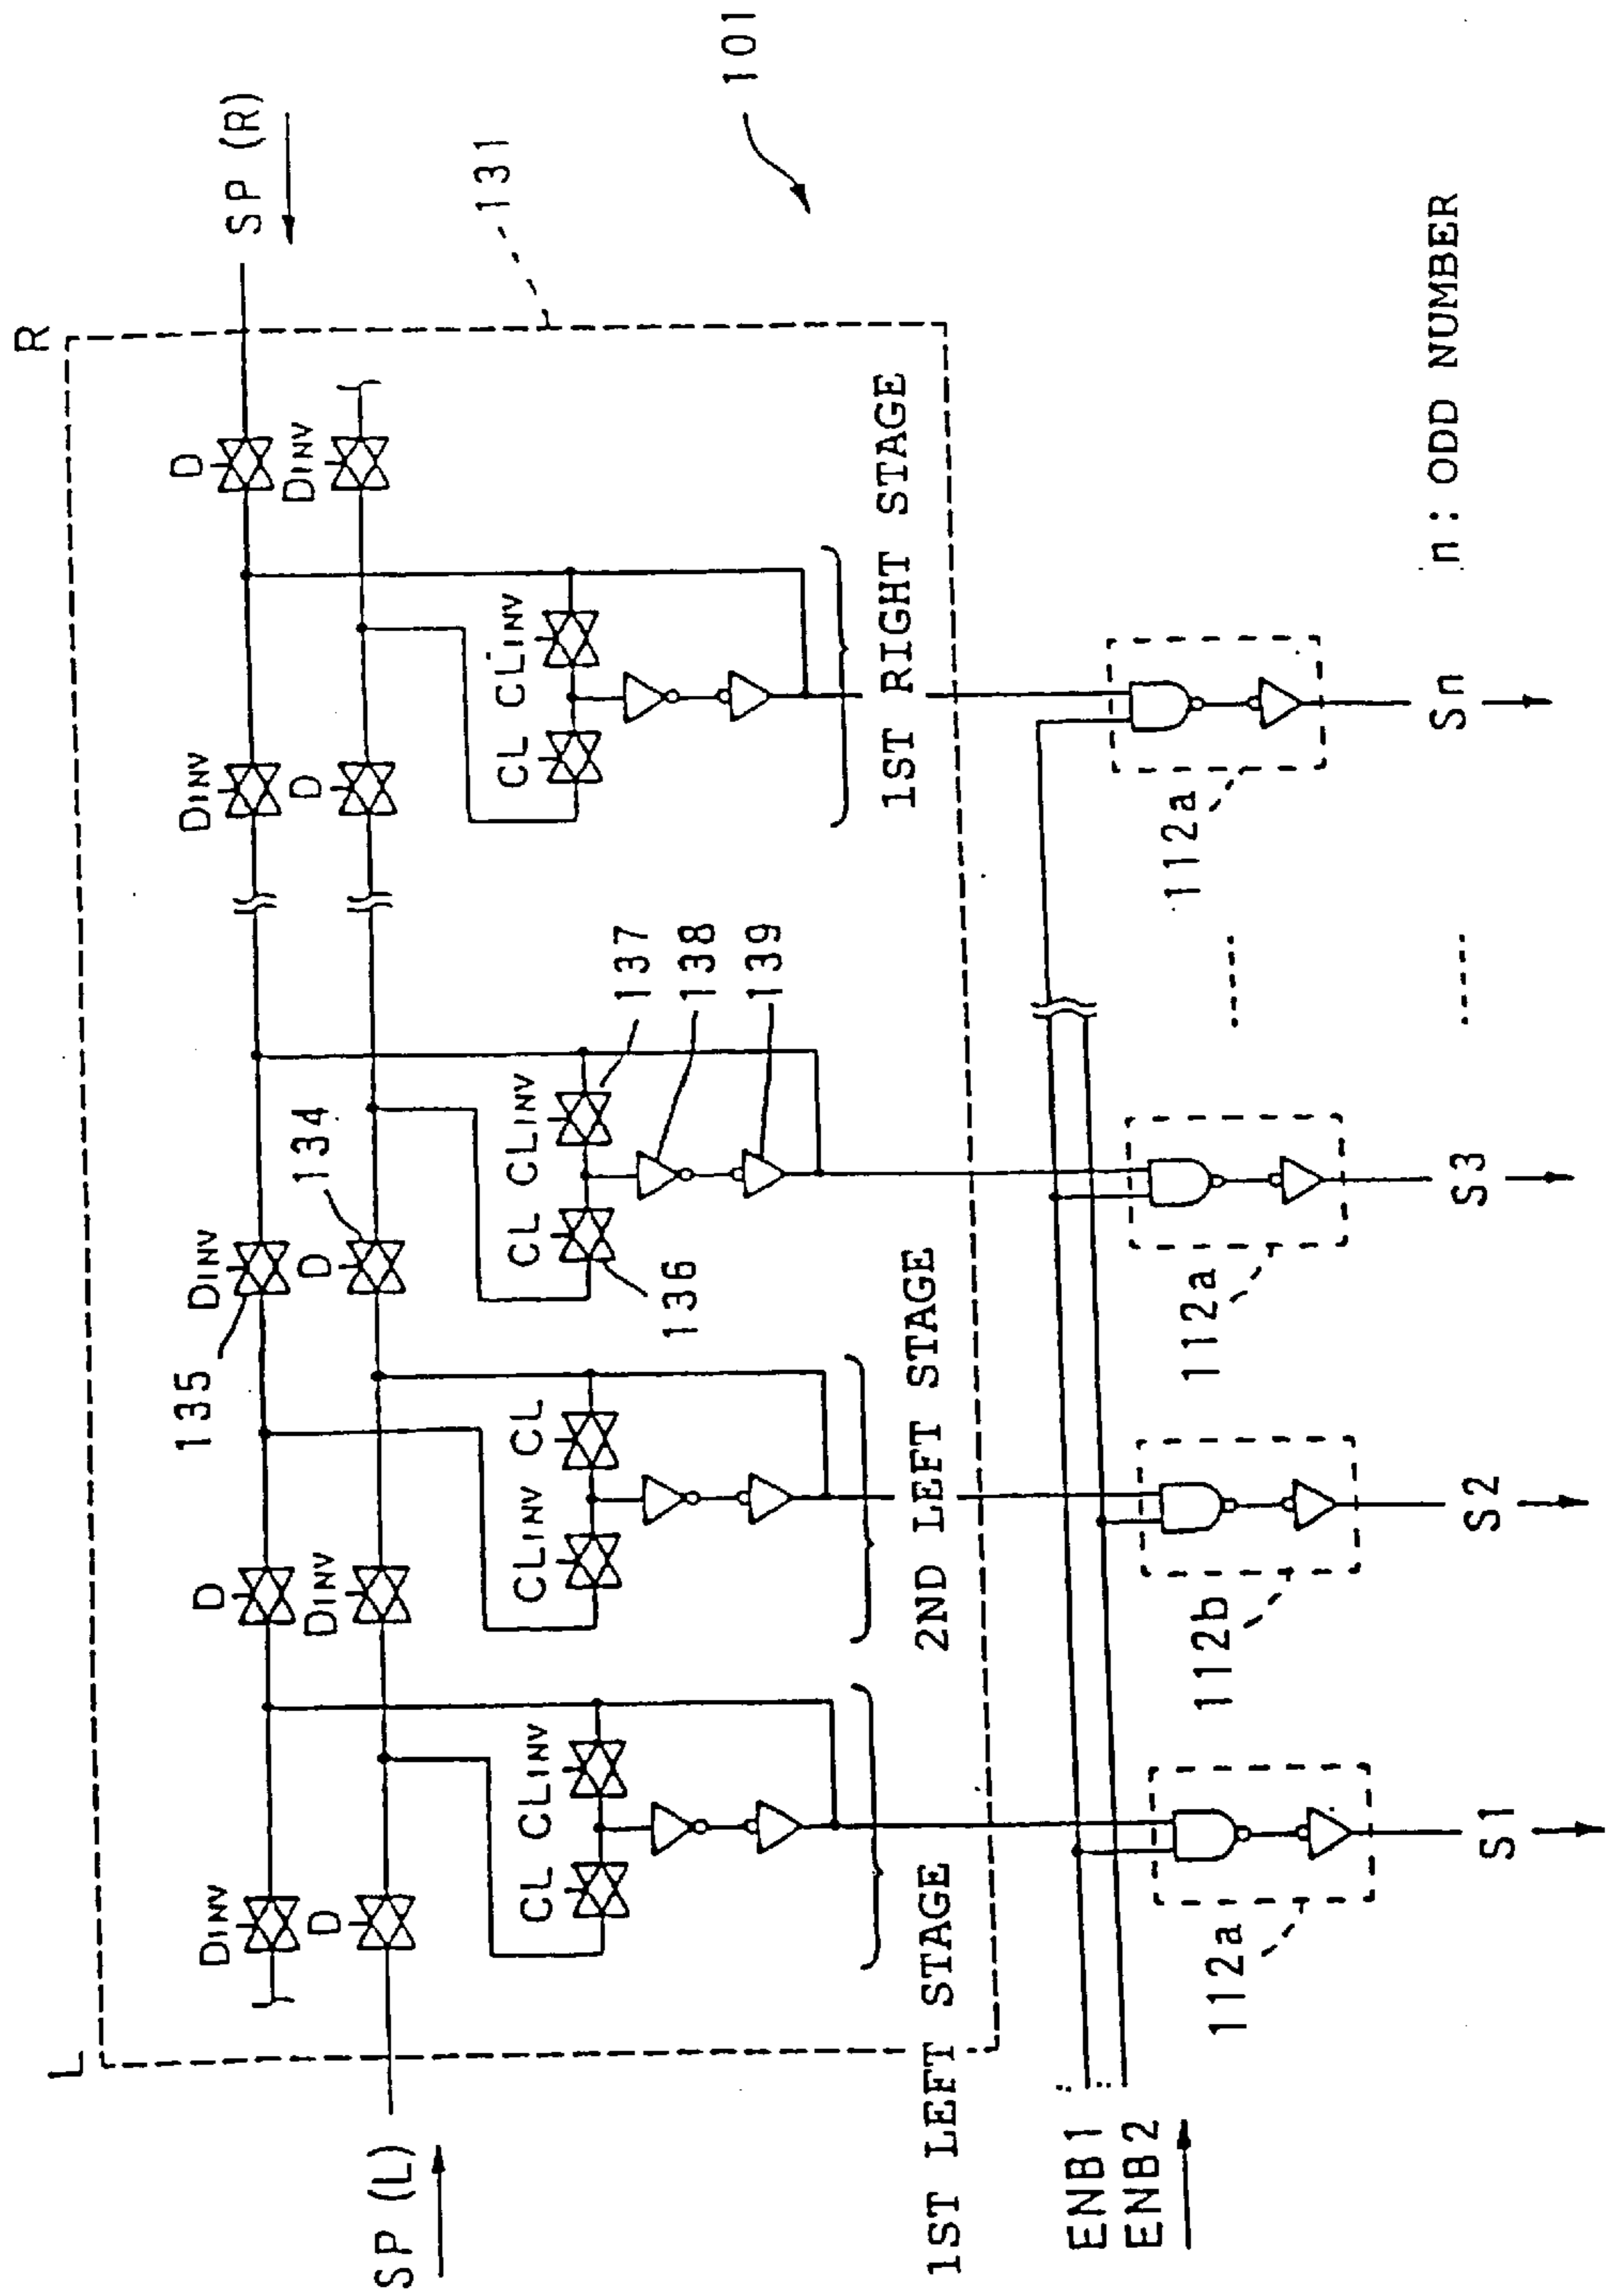 101
SP (R)
131
R
D
DINV
DINV
D
CL
CLINV
1ST RIGHT STAGE
112a
Sn
n: ODD NUMBER
137
138
139
134
DINV
D
135
CL
CLINV
136
112a
S3
D
DINV
CLINV
CL
2ND LEFT STAGE
112b
S2
DINV
D
CL
CLINV
1ST LEFT STAGE
112a
S1
L
SP (L)
ENB1
ENB2